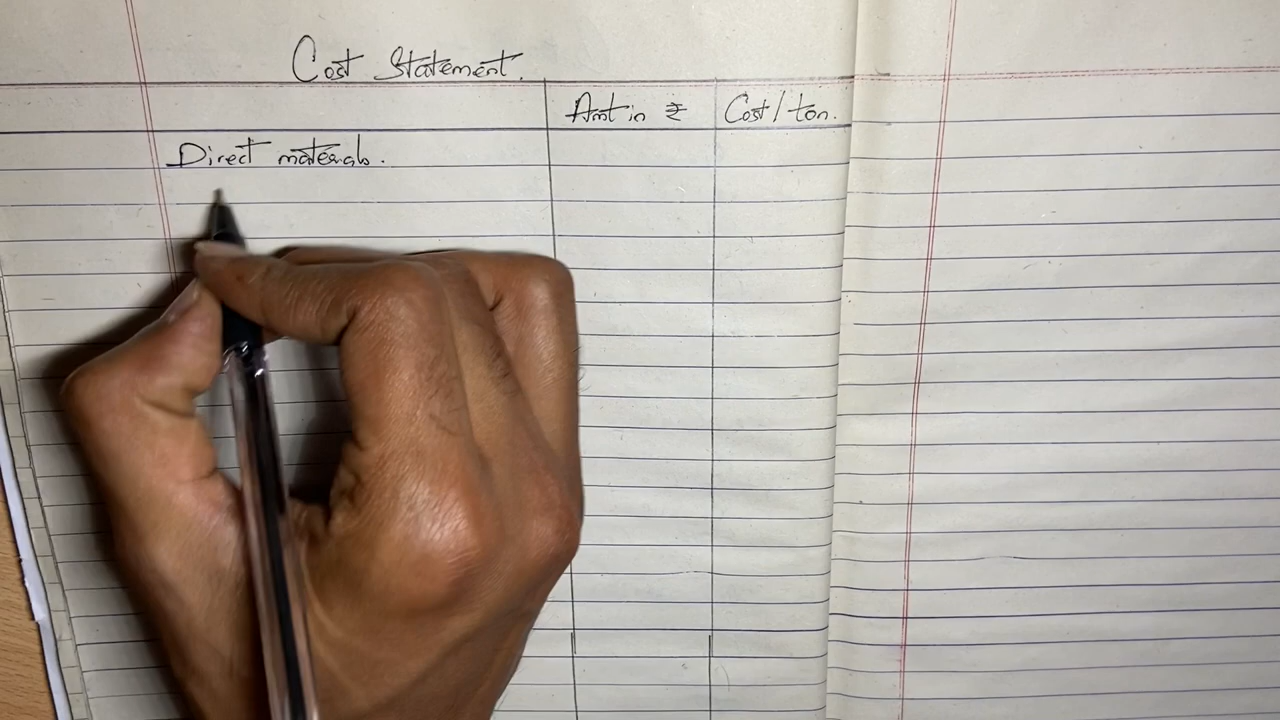 Cost Statement.
Amt in ₹ Cost / ton.
Direct materials.